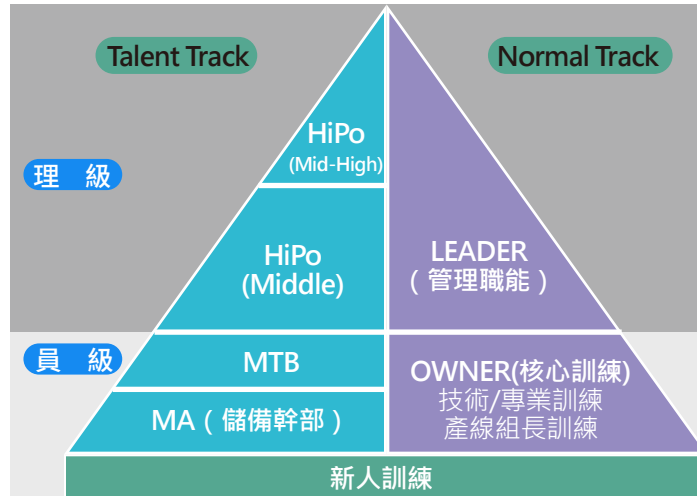 Talent Track
Normal Track
HiPo
(Mid-High)
理 級
HiPo
(Middle)
LEADER
( 管理職能 )
員 級
MTB
OWNER(核心訓練)
技術/專業訓練
產線組長訓練
MA ( 儲備幹部 )
新人訓練